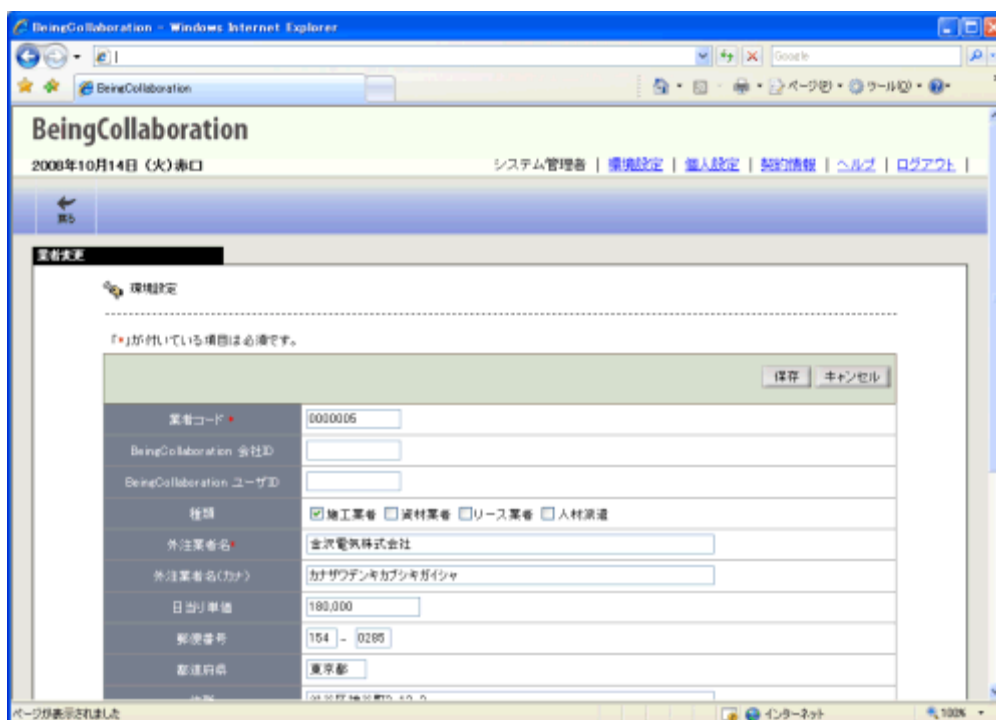 BeingCollaboration - Windows Internet Explorer
Google
BeingCollaboration
ページ(P) ツール(O)
BeingCollaboration
2008年10月14日 (火)赤口
システム管理者 | 環境設定 | 個人設定 | 契約情報 | ヘルプ | ログアウト |
戻る
業者変更
環境設定
「*」が付いている項目は必須です。
保存 キャンセル
業者コード * 0000005
BeingCollaboration 会社ID
BeingCollaboration ユーザID
種類 施工業者 資材業者 リース業者 人材派遣
外注業者名* 金沢電気株式会社
外注業者名(カナ) カナザワデンキカブシキガイシャ
日当り単価 180,000
郵便番号 154 - 0285
都道府県 東京都
ページが表示されました
インターネット
100%